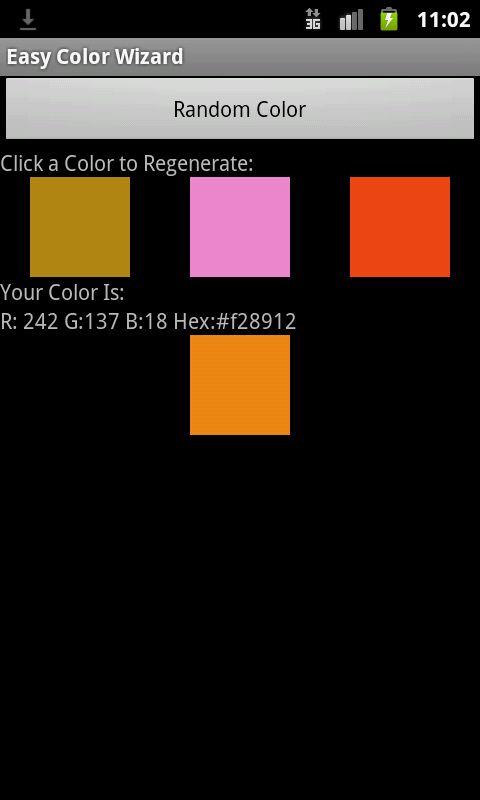 3G
11:02
Easy Color Wizard
Random Color
Click a Color to Regenerate:
Your Color Is:
R: 242 G:137 B:18 Hex:#f28912